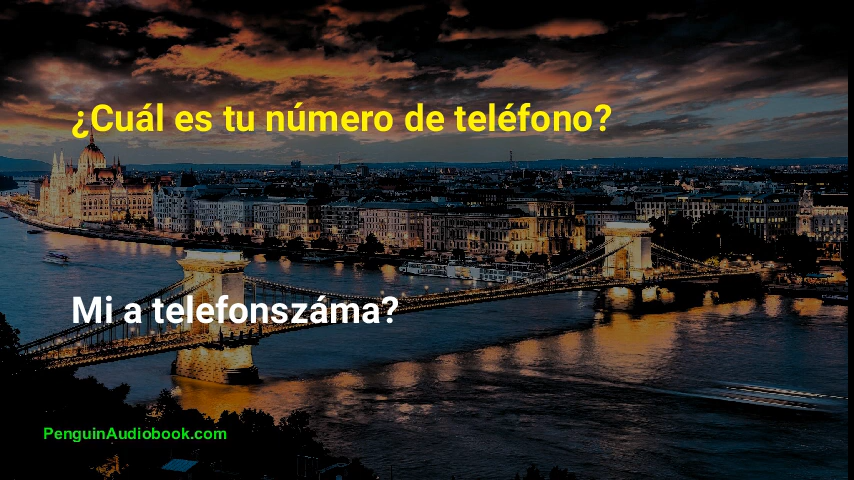 ¿Cuál es tu número de teléfono?
Mi a telefonszáma?
PenguinAudiobook.com